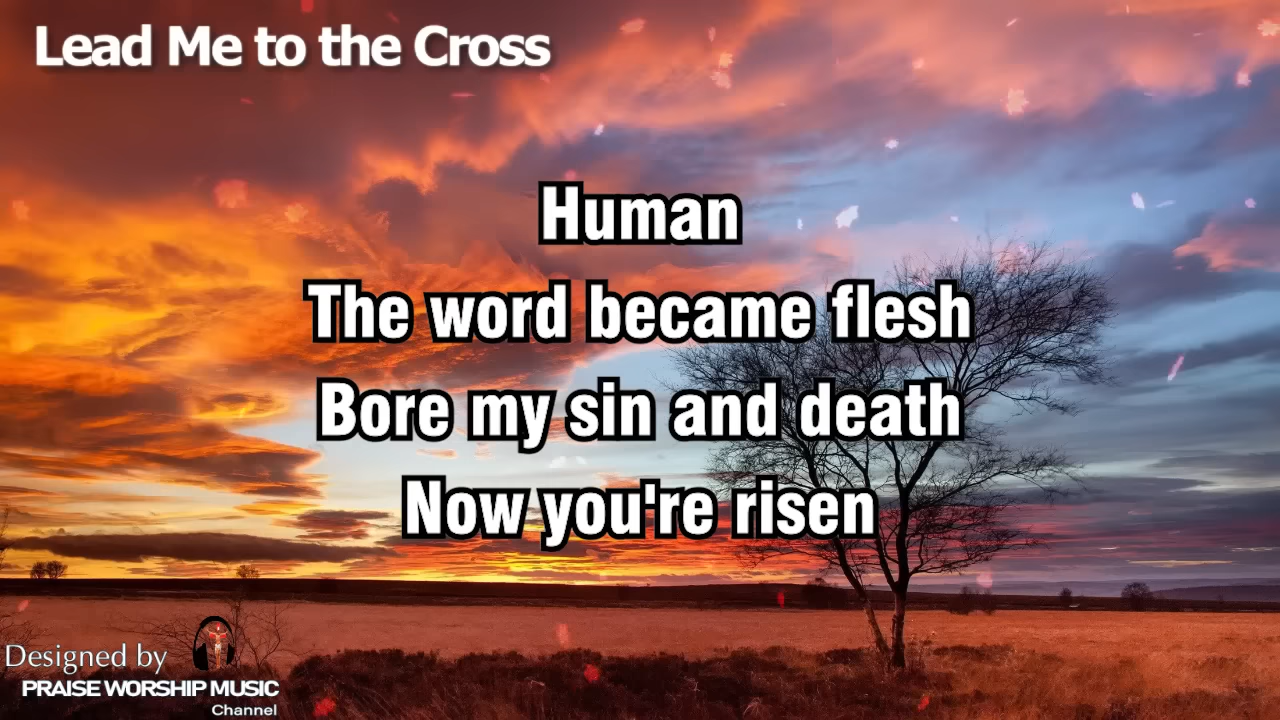 Lead Me to the Cross
Human
The word became flesh
Bore my sin and death
Now you're risen
Designed by
PRAISE WORSHIP MUSIC
Channel